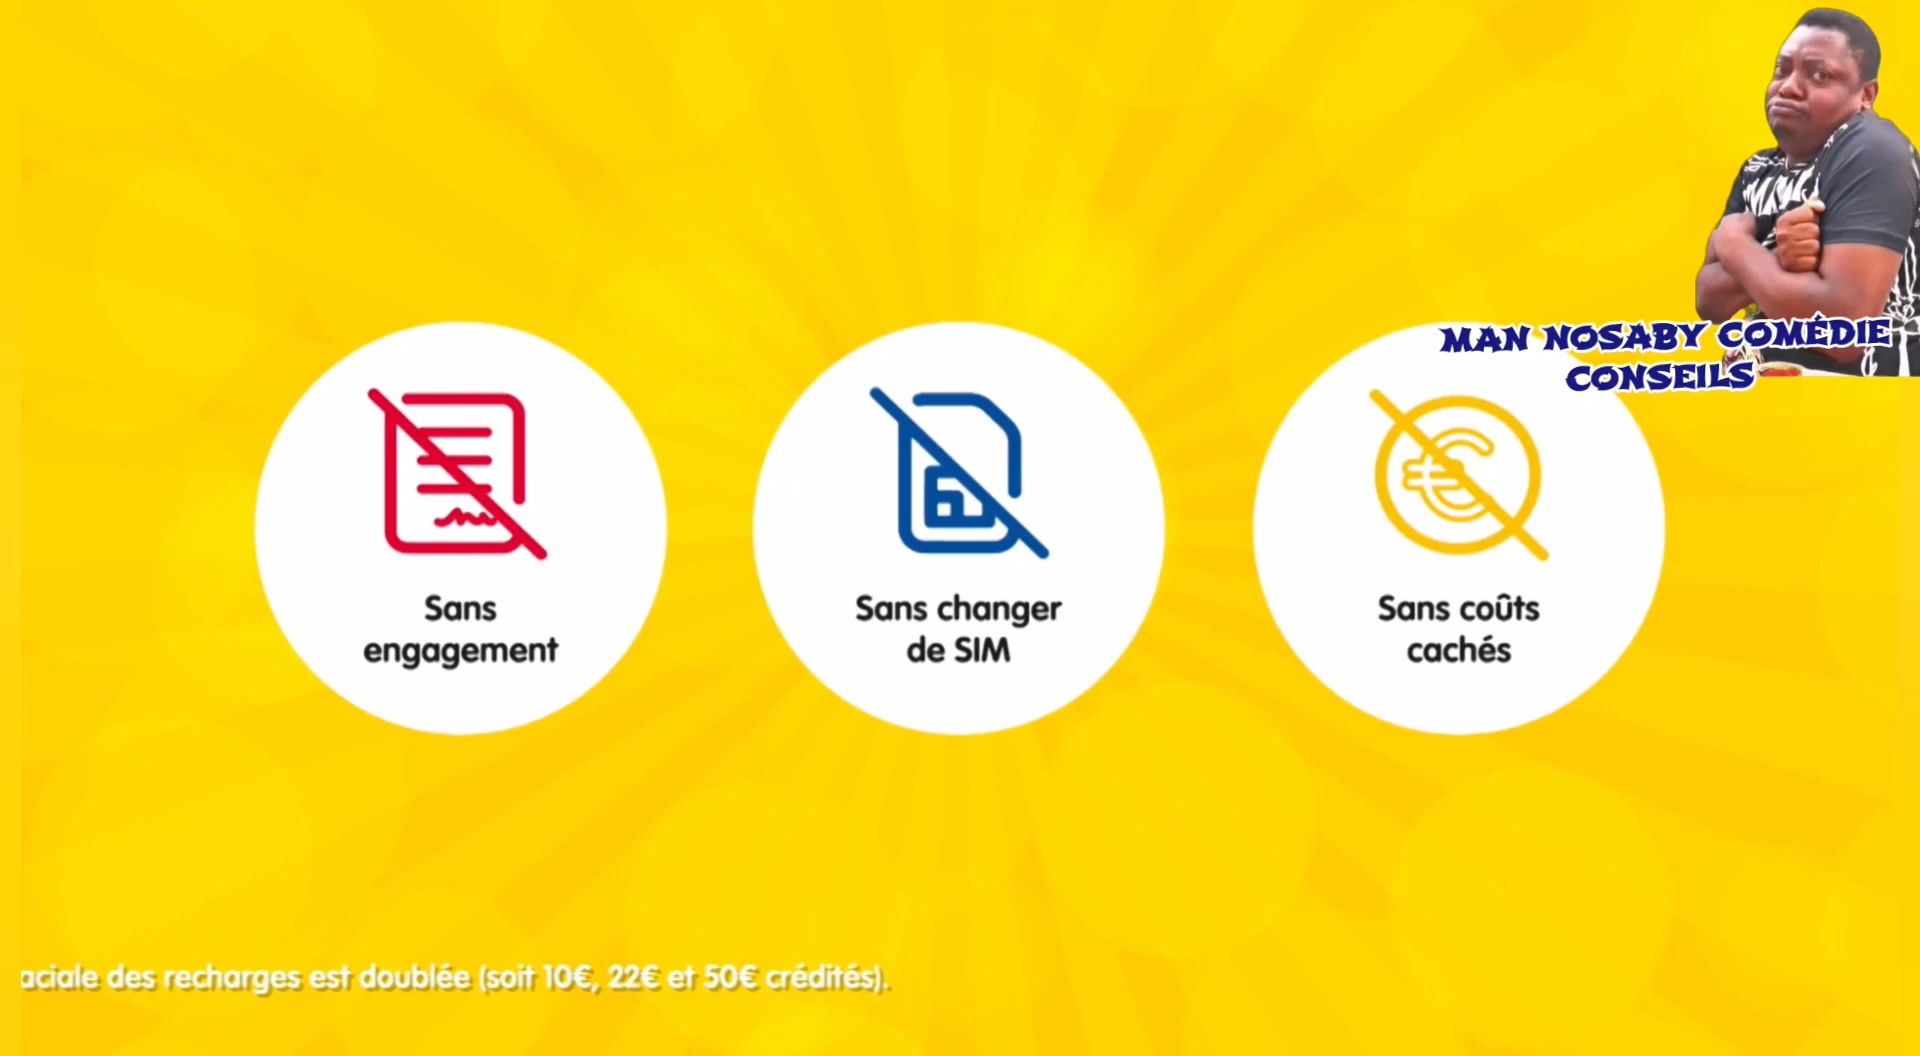 MAN NOSABY COMÉDIE
CONSEILS
Sans
engagement
Sans changer
de SIM
Sans coûts
cachés
aciale des recharges est doublée (soit 10€, 22€ et 50€ crédités).